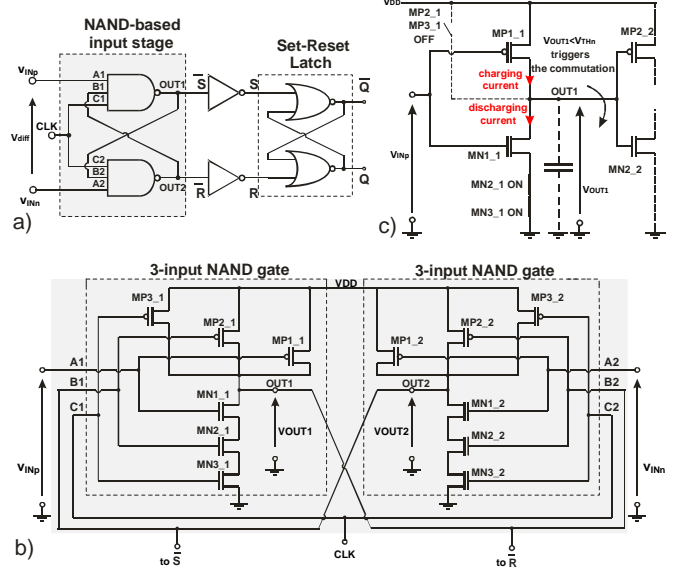 NAND-based
input stage
vINp
A1
B1
C1
OUT1
S
S
Set-Reset
Latch
Q
CLK
Vdiff
C2
B2
A2
OUT2
R
R
Q
vINn
a)
VDD
MP2_1
MP3_1
OFF
MP1_1
VOUT1<VTHn
triggers
the commutation
MP2_2
charging
current
OUT1
discharging
current
vINp
MN1_1
MN2_1 ON
MN3_1 ON
VOUT1
MN2_2
c)
3-input NAND gate
3-input NAND gate
VDD
MP3_1
MP2_1
MP1_1
MP1_2
MP2_2
MP3_2
A1
B1
C1
A2
B2
C2
OUT1
OUT2
MN1_1
MN2_1
MN3_1
VOUT1
VOUT2
MN1_2
MN2_2
MN3_2
vINp
vINn
b)
to S
CLK
to R